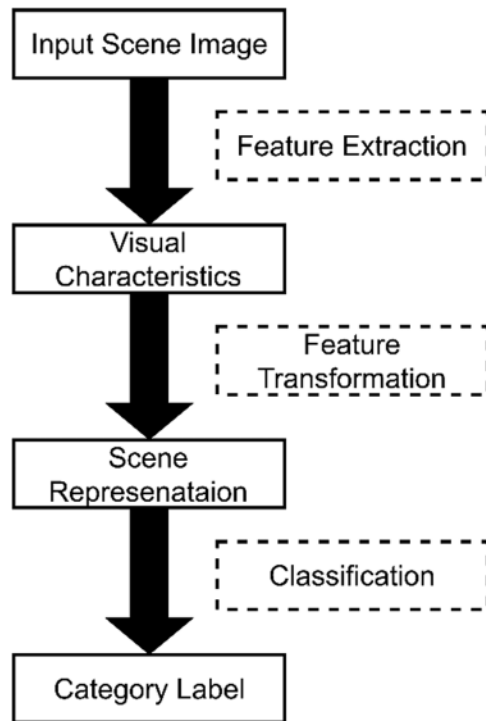 Input Scene Image
Feature Extraction
Visual
Characteristics
Feature
Transformation
Scene
Represenataion
Classification
Category Label